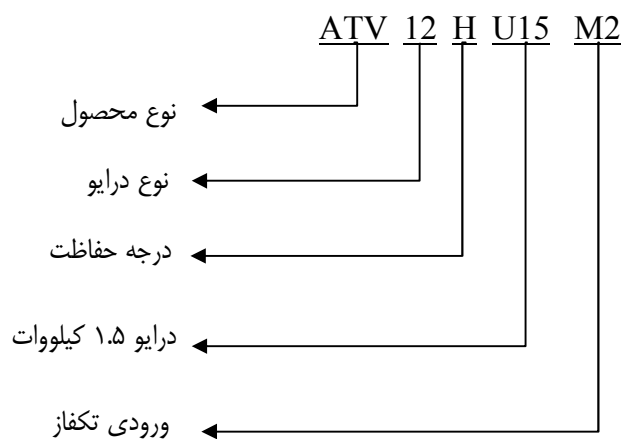 ATV 12 H U15 M2
نوع محصول
نوع درایو
درجه حفاظت
درایو ۱.۵ کیلووات
ورودی تکفاز